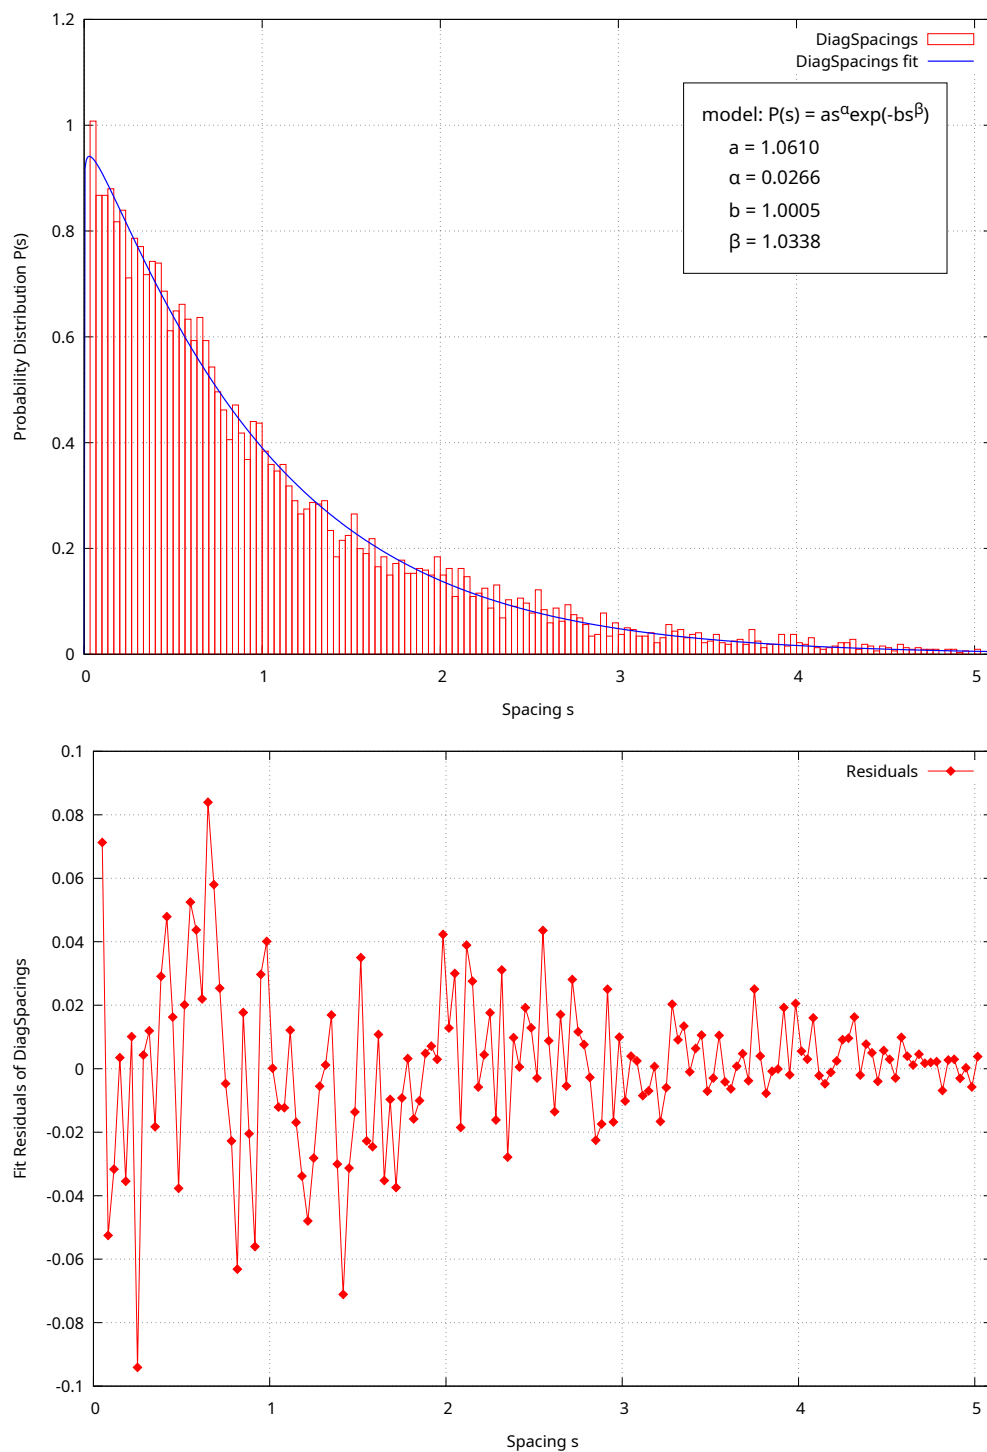 1.2
1
0.8
0.6
0.4
0.2
0
Probability Distribution P(s)
DiagSpacings
DiagSpacings fit
model: P(s) = as^αexp(-bs^β)
a = 1.0610
α = 0.0266
b = 1.0005
β = 1.0338
0 1 2 3 4 5
Spacing s
0.1
0.08
0.06
0.04
0.02
0
-0.02
-0.04
-0.06
-0.08
-0.1
Fit Residuals of DiagSpacings
Residuals
0 1 2 3 4 5
Spacing s